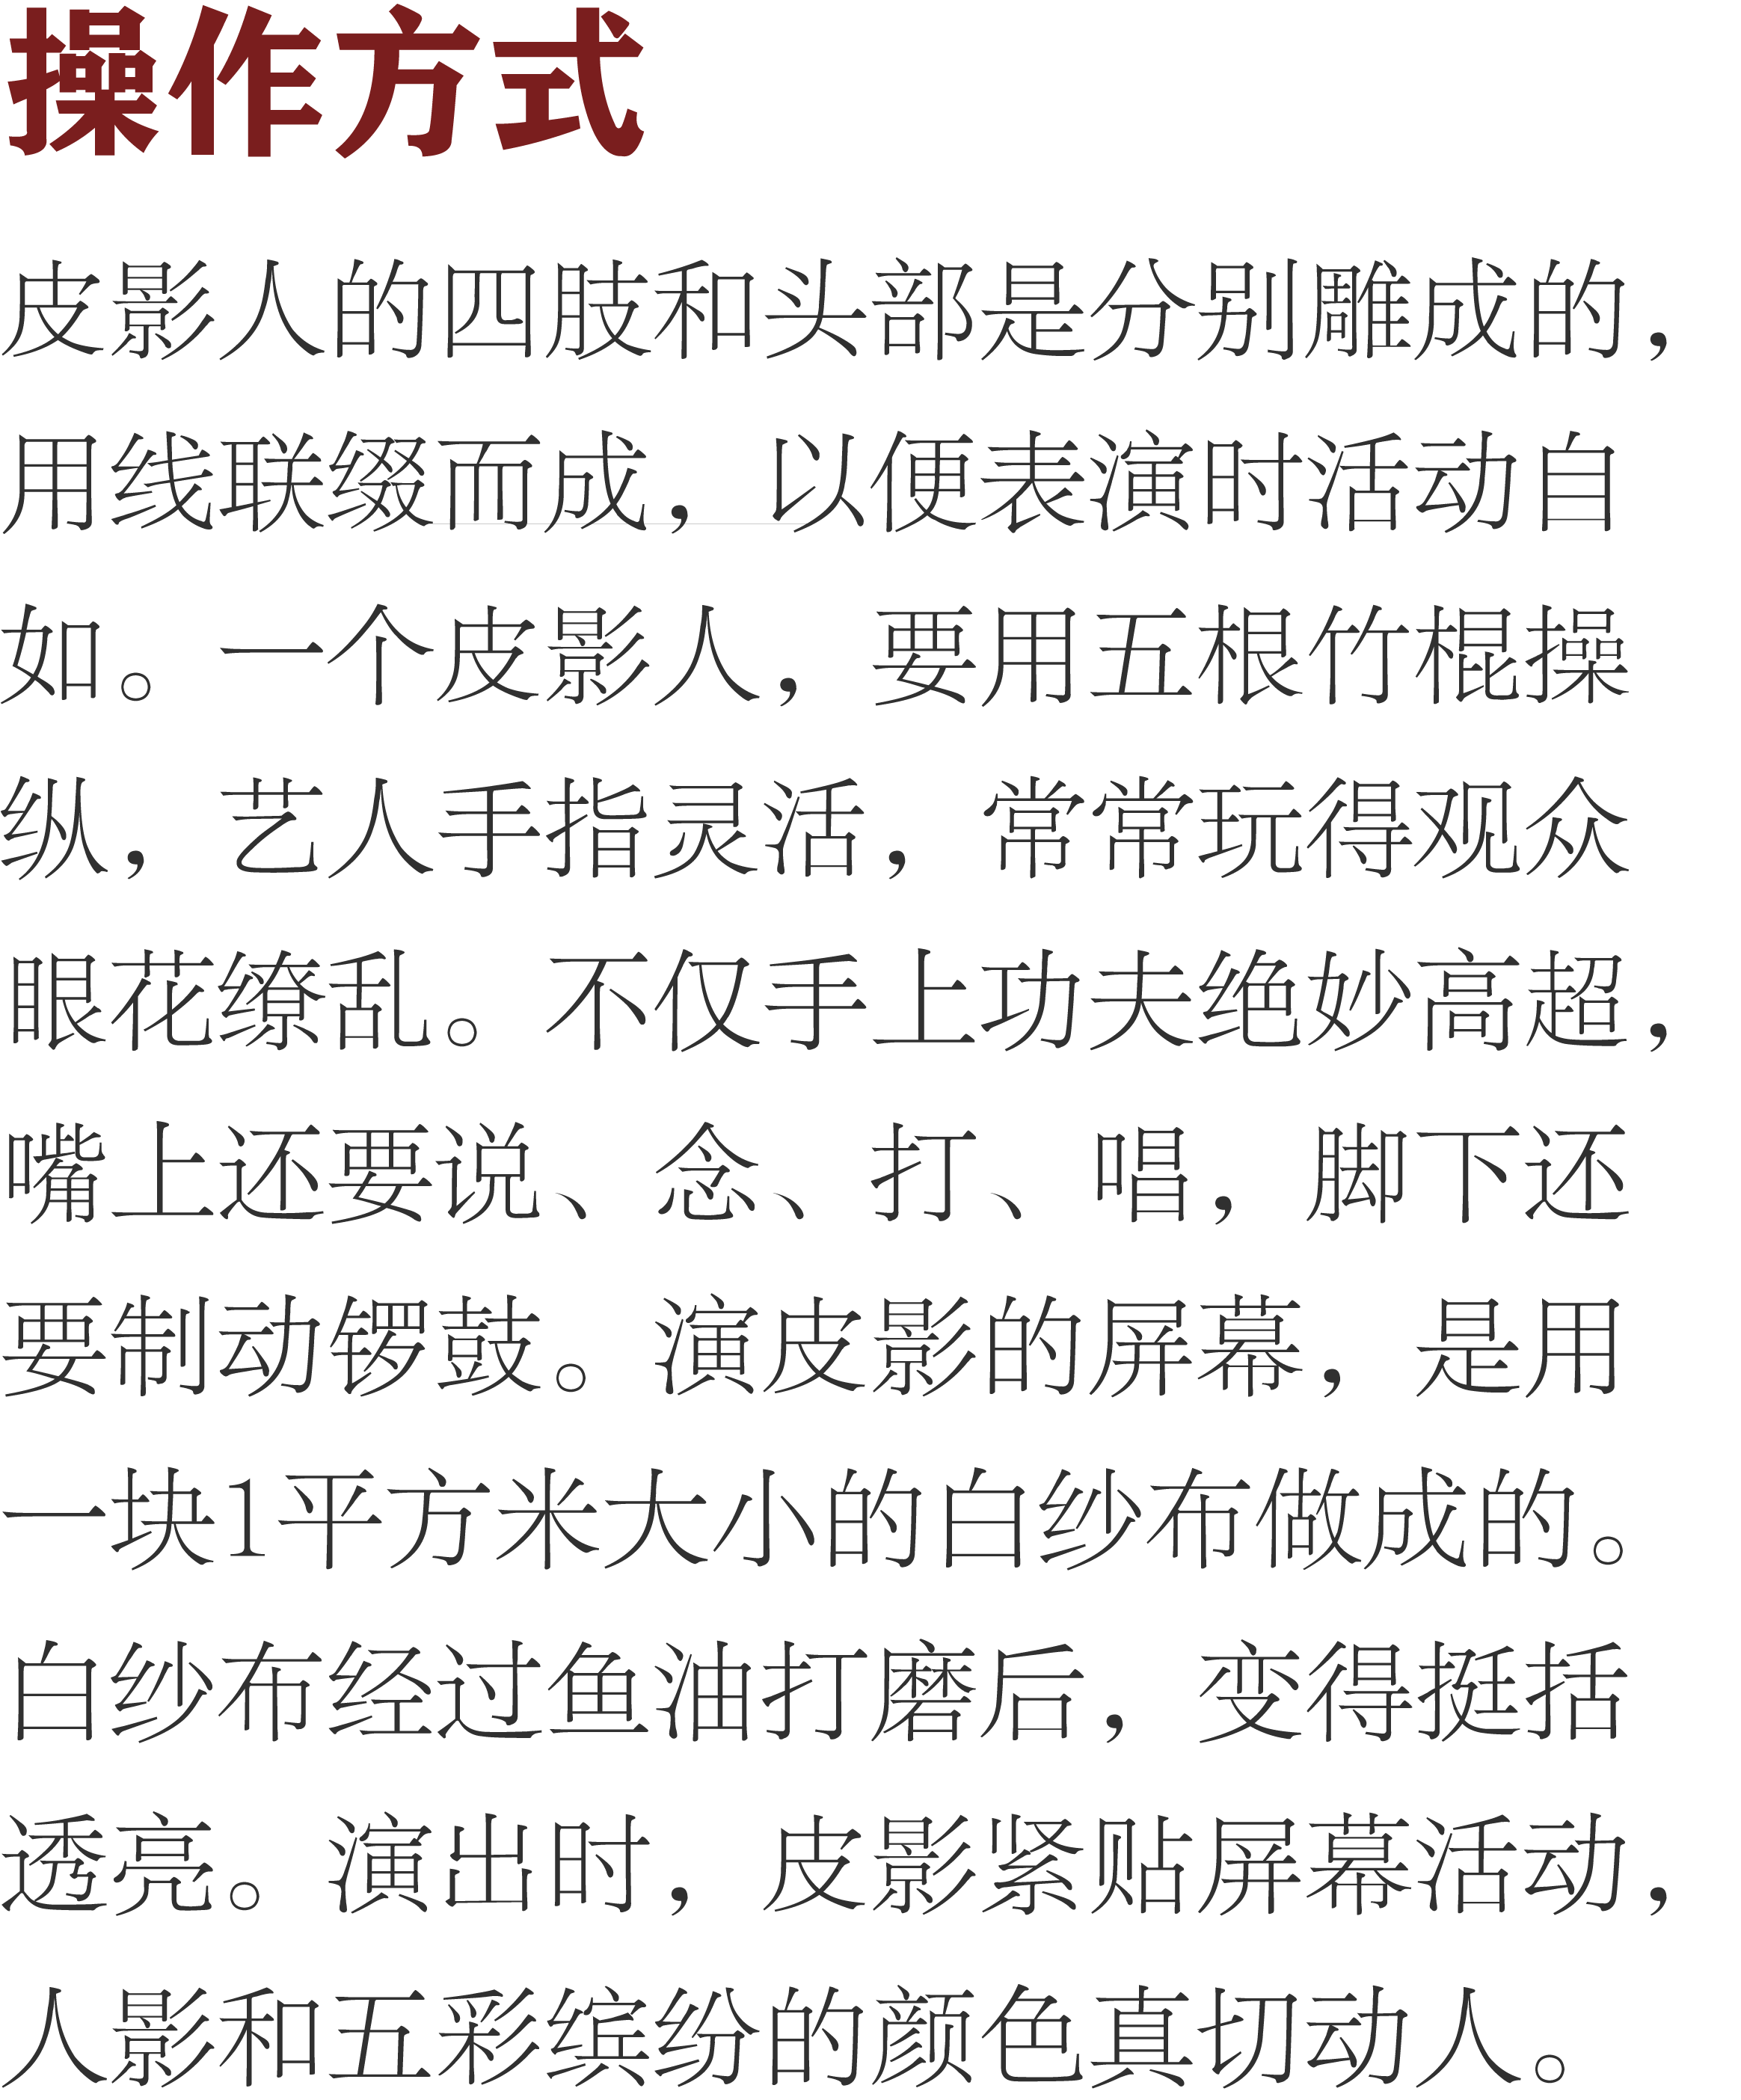 操作方式
皮影人的四肢和头部是分别雕成的，
用线联缀而成，以便表演时活动自
如。一个皮影人，要用五根竹棍操
纵，艺人手指灵活，常常玩得观众
眼花缭乱。不仅手上功夫绝妙高超，
嘴上还要说、念、打、唱，脚下还
要制动锣鼓。演皮影的屏幕，是用
一块1平方米大小的白纱布做成的。
白纱布经过鱼油打磨后，变得挺括
透亮。演出时，皮影紧贴屏幕活动，
人影和五彩缤纷的颜色真切动人。